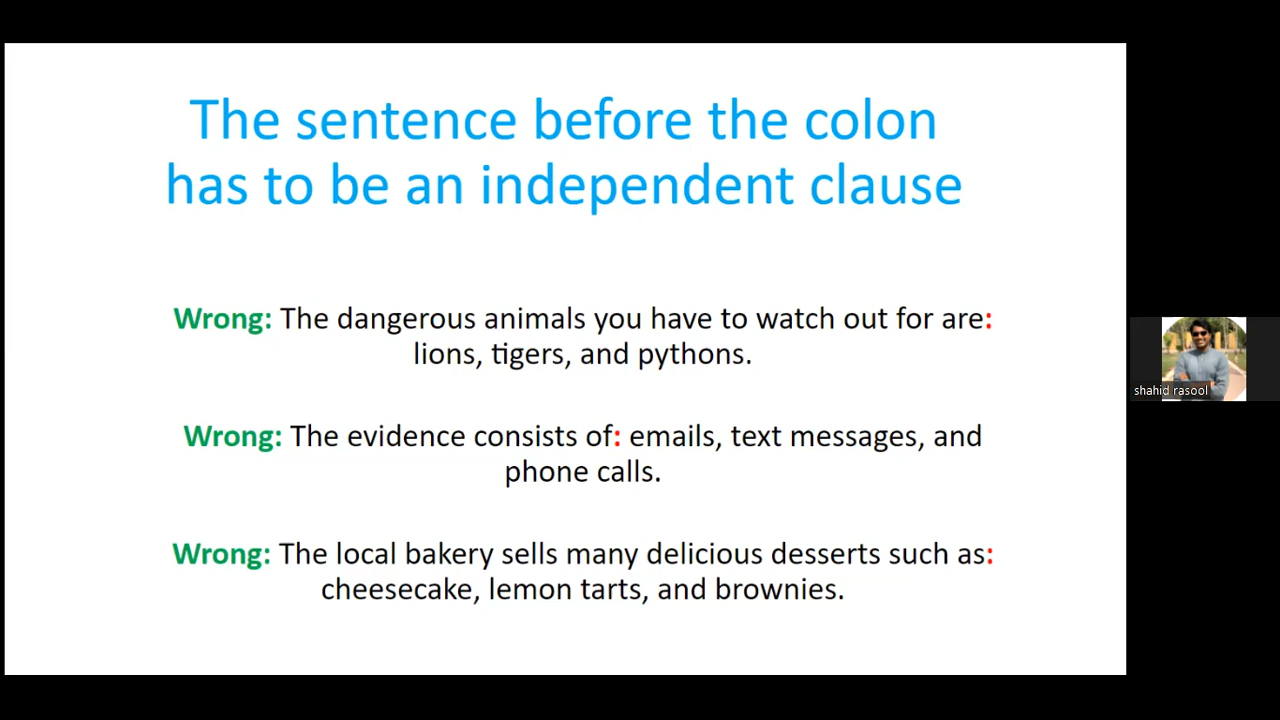 The sentence before the colon
has to be an independent clause
Wrong: The dangerous animals you have to watch out for are:
lions, tigers, and pythons.
Wrong: The evidence consists of: emails, text messages, and
phone calls.
Wrong: The local bakery sells many delicious desserts such as:
cheesecake, lemon tarts, and brownies.
shahid rasool